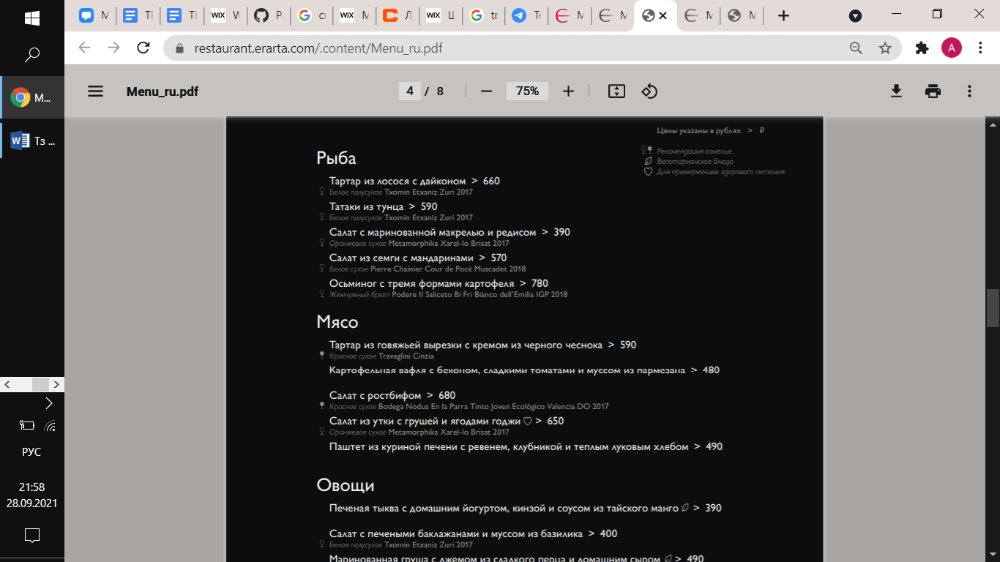 M
TI
TI
WIX W
P
G ci
WIX M
C Л
WIX Ц
G tr
Te
M
M
M
M
restaurant.erarta.com/.content/Menu_ru.pdf
A
Menu_ru.pdf
4 / 8
75%
M...
W Тз ...
Цены указаны в рублях > ₽
Рекомендация сомелье
Вегетарианское блюдо
Для приверженцев здорового питания
Рыба
Тартар из лосося с дайконом > 660
Белое полусухое Txomin Etxaniz Zuri 2017
Татаки из тунца > 590
Белое полусухое Txomin Etxaniz Zuri 2017
Салат с маринованной макрелью и редисом > 390
Оранжевое сухое Metamorphika Xarel-lo Brisat 2017
Салат из семги с мандаринами > 570
Белое сухое Pierre Chainier Cour de Pocé Muscadet 2018
Осьминог с тремя формами картофеля > 780
Жемчужный брют Podere Il Saliceto Bi Fri Bianco dell'Emilia IGP 2018
Мясо
Тартар из говяжьей вырезки с кремом из черного чеснока > 590
Красное сухое Travaglini Cinzia
Картофельная вафля с беконом, сладкими томатами и муссом из пармезана > 480
Салат с ростбифом > 680
Красное сухое Bodega Nodus En la Parra Tinto Joven Ecológico Valencia DO 2017
Салат из утки с грушей и ягодами годжи ♡ > 650
Оранжевое сухое Metamorphika Xarel-lo Brisat 2017
Паштет из куриной печени с ревенем, клубникой и теплым луковым хлебом > 490
Овощи
Печеная тыква с домашним йогуртом, кинзой и соусом из тайского манго > 390
Салат с печеными баклажанами и муссом из базилика > 400
Белое полусухое Txomin Etxaniz Zuri 2017
Маринованная груша с джемом из сладкого перца и домашним сыром > 490
РУС
21:58
28.09.2021